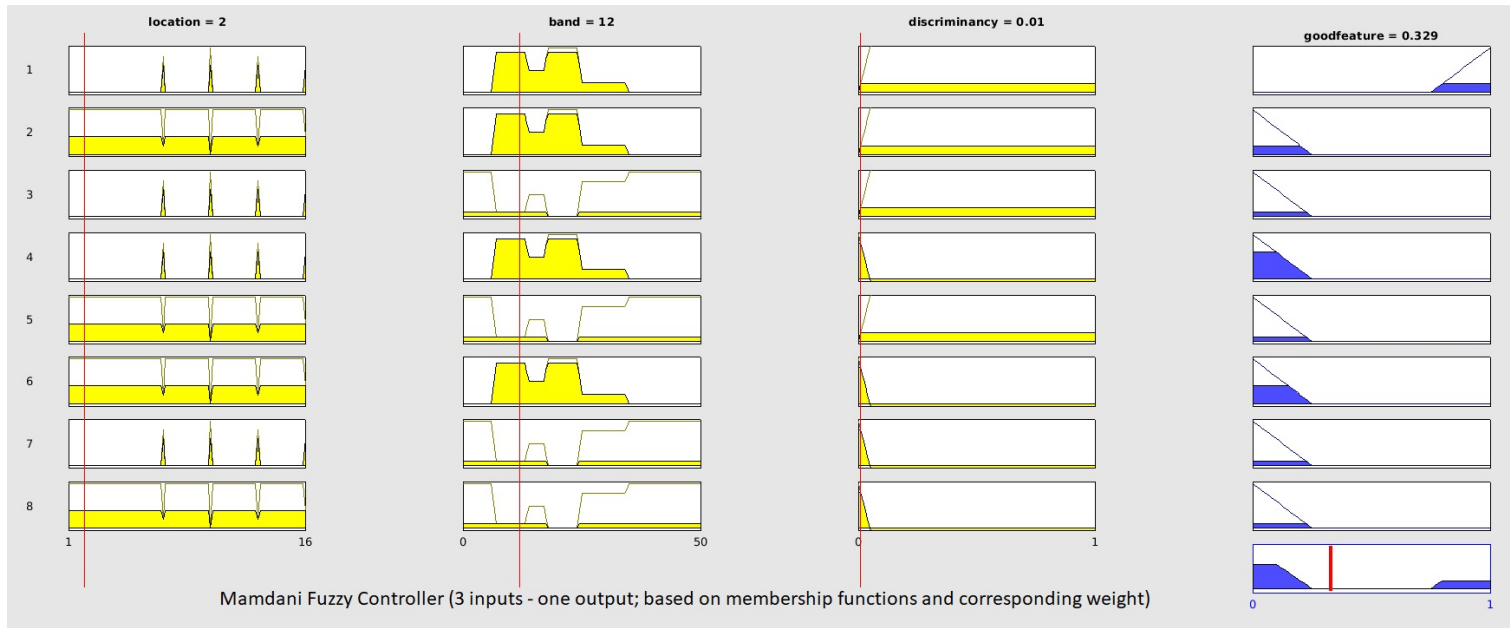 location = 2
band = 12
discriminancy = 0.01
goodfeature = 0.329
1
2
3
4
5
6
7
8
1 16
0 50
0 1
0 1
Mamdani Fuzzy Controller (3 inputs - one output; based on membership functions and corresponding weight)